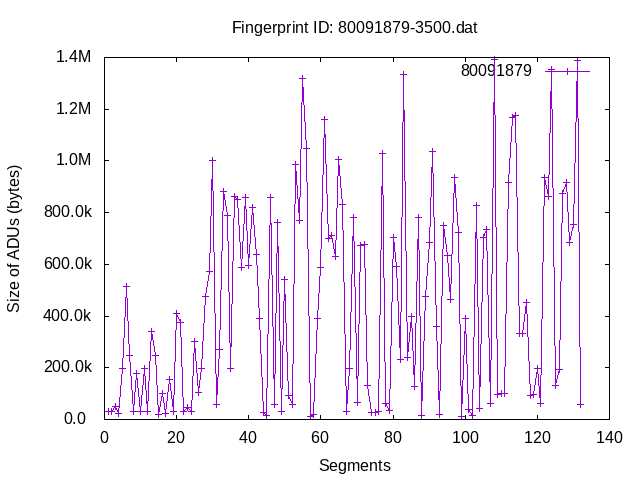 Fingerprint ID: 80091879-3500.dat
80091879
1.4M
1.2M
1.0M
800.0k
600.0k
400.0k
200.0k
0.0
Size of ADUs (bytes)
0 20 40 60 80 100 120 140
Segments